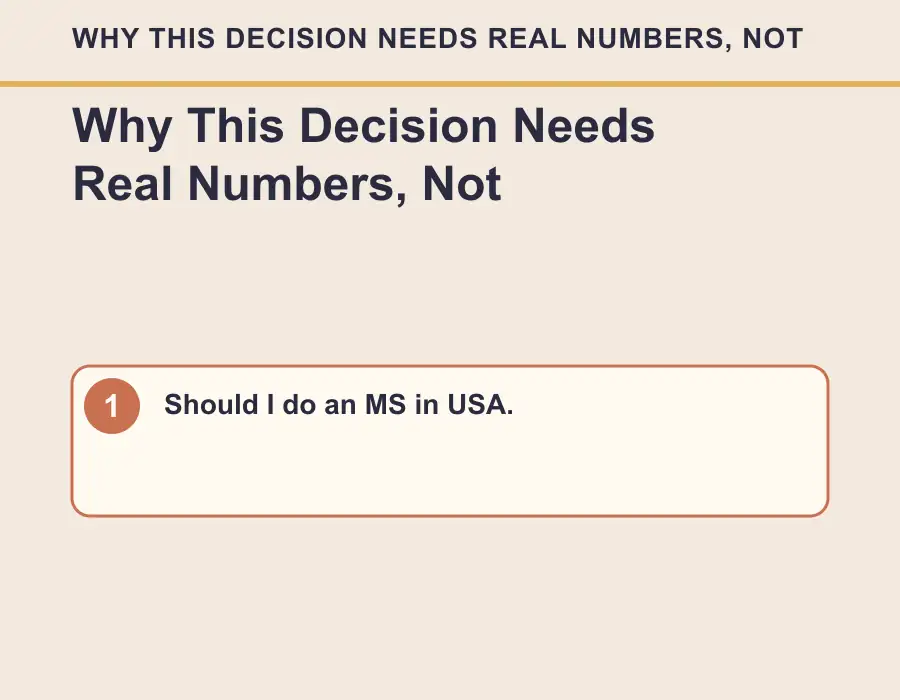 WHY THIS DECISION NEEDS REAL NUMBERS, NOT
Why This Decision Needs
Real Numbers, Not
1 Should I do an MS in USA.